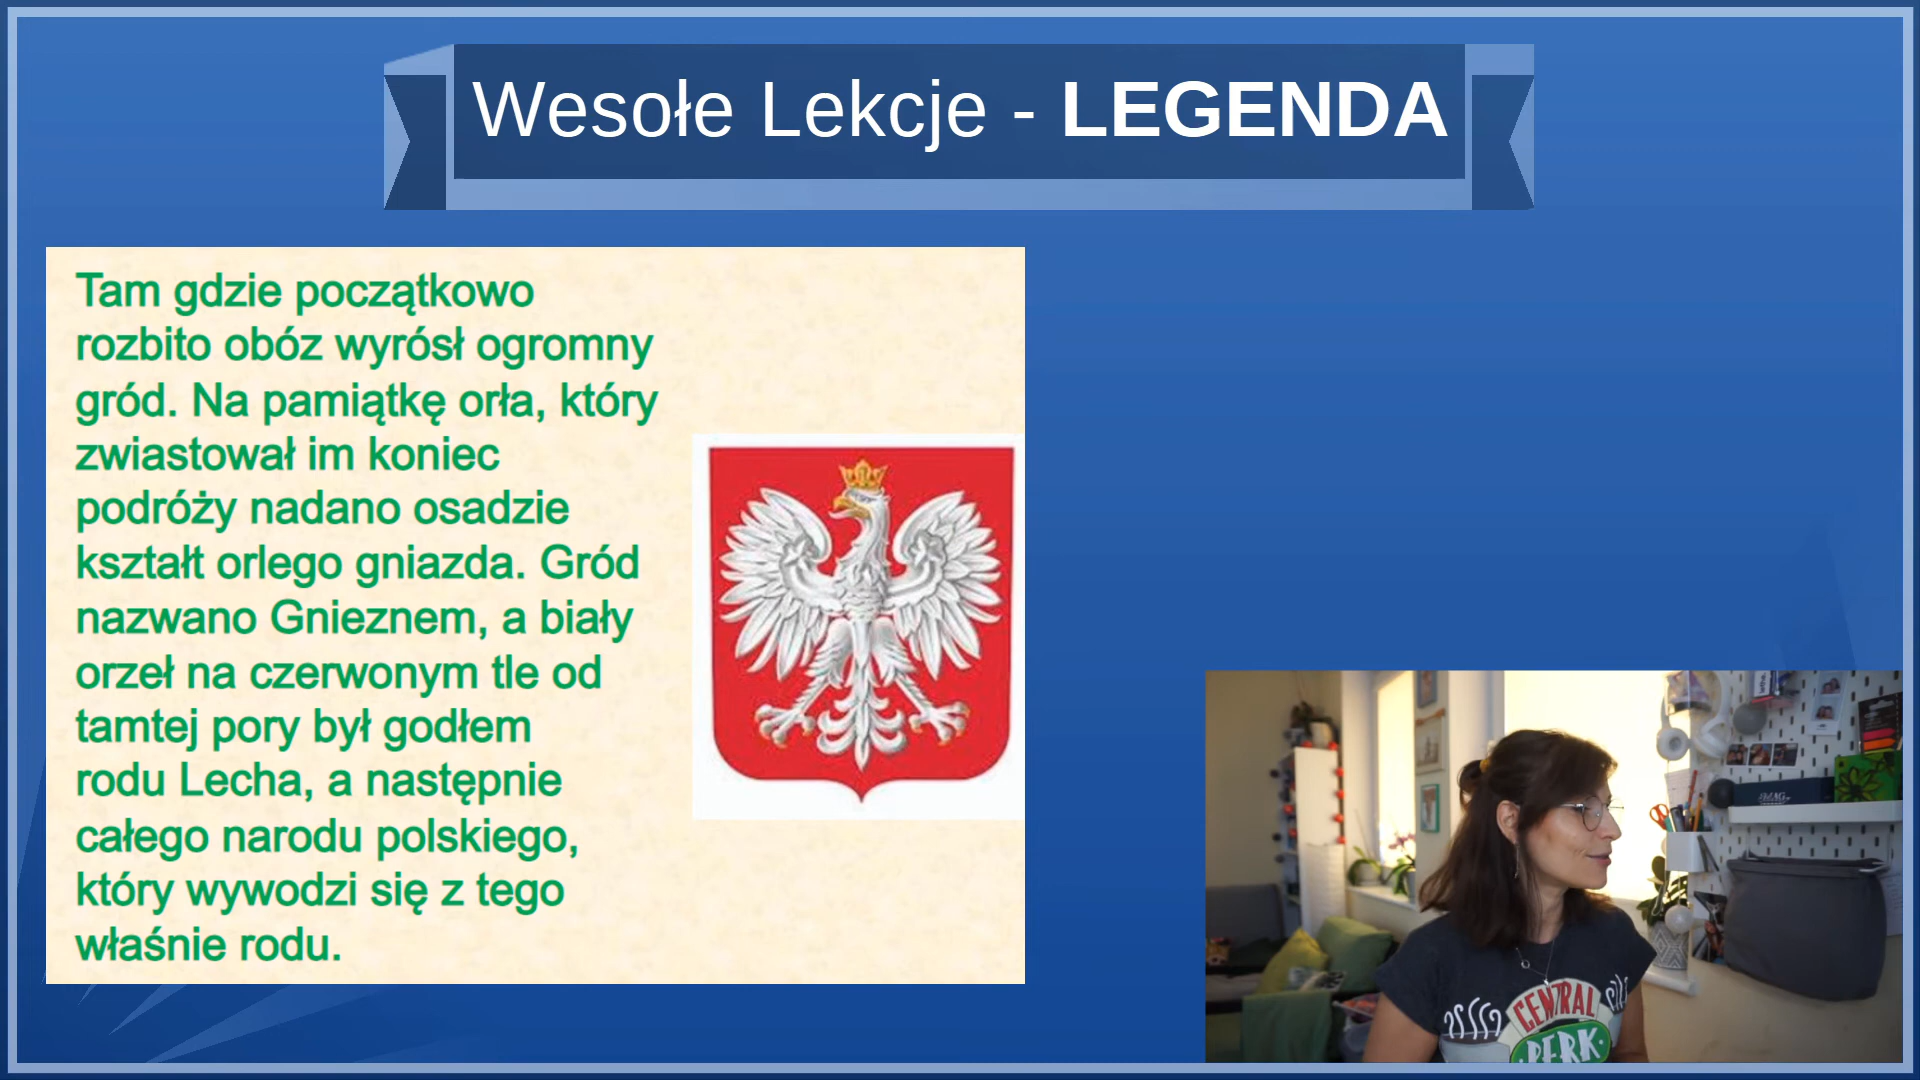 Wesołe Lekcje - LEGENDA
Tam gdzie początkowo
rozbito obóz wyrósł ogromny
gród. Na pamiątkę orła, który
zwiastował im koniec
podróży nadano osadzie
kształt orlego gniazda. Gród
nazwano Gnieznem, a biały
orzeł na czerwonym tle od
tamtej pory był godłem
rodu Lecha, a następnie
całego narodu polskiego,
który wywodzi się z tego
właśnie rodu.
CENTRAL
PERK